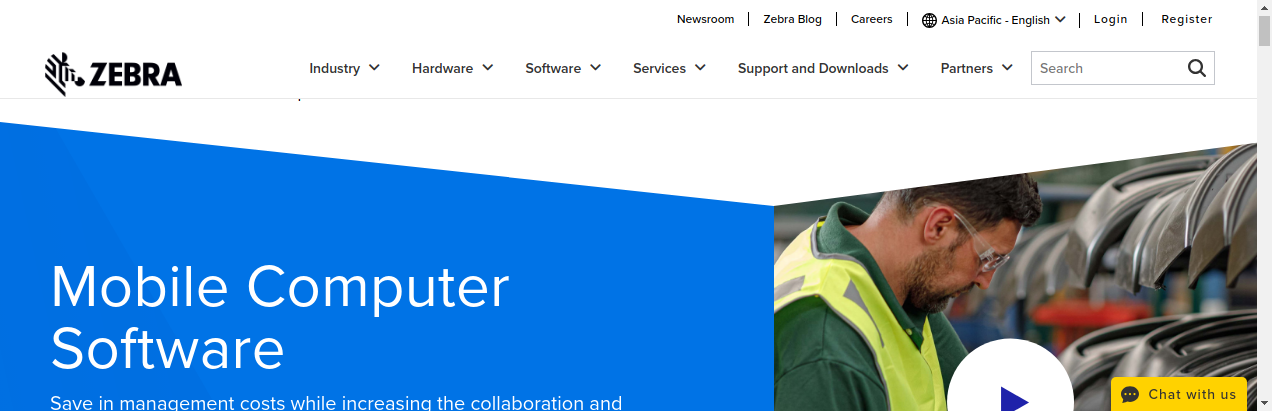 Newsroom Zebra Blog Careers Asia Pacific - English Login Register
ZEBRA Industry Hardware Software Services Support and Downloads Partners Search
Mobile Computer
Software
Save in management costs while increasing the collaboration and
Chat with us